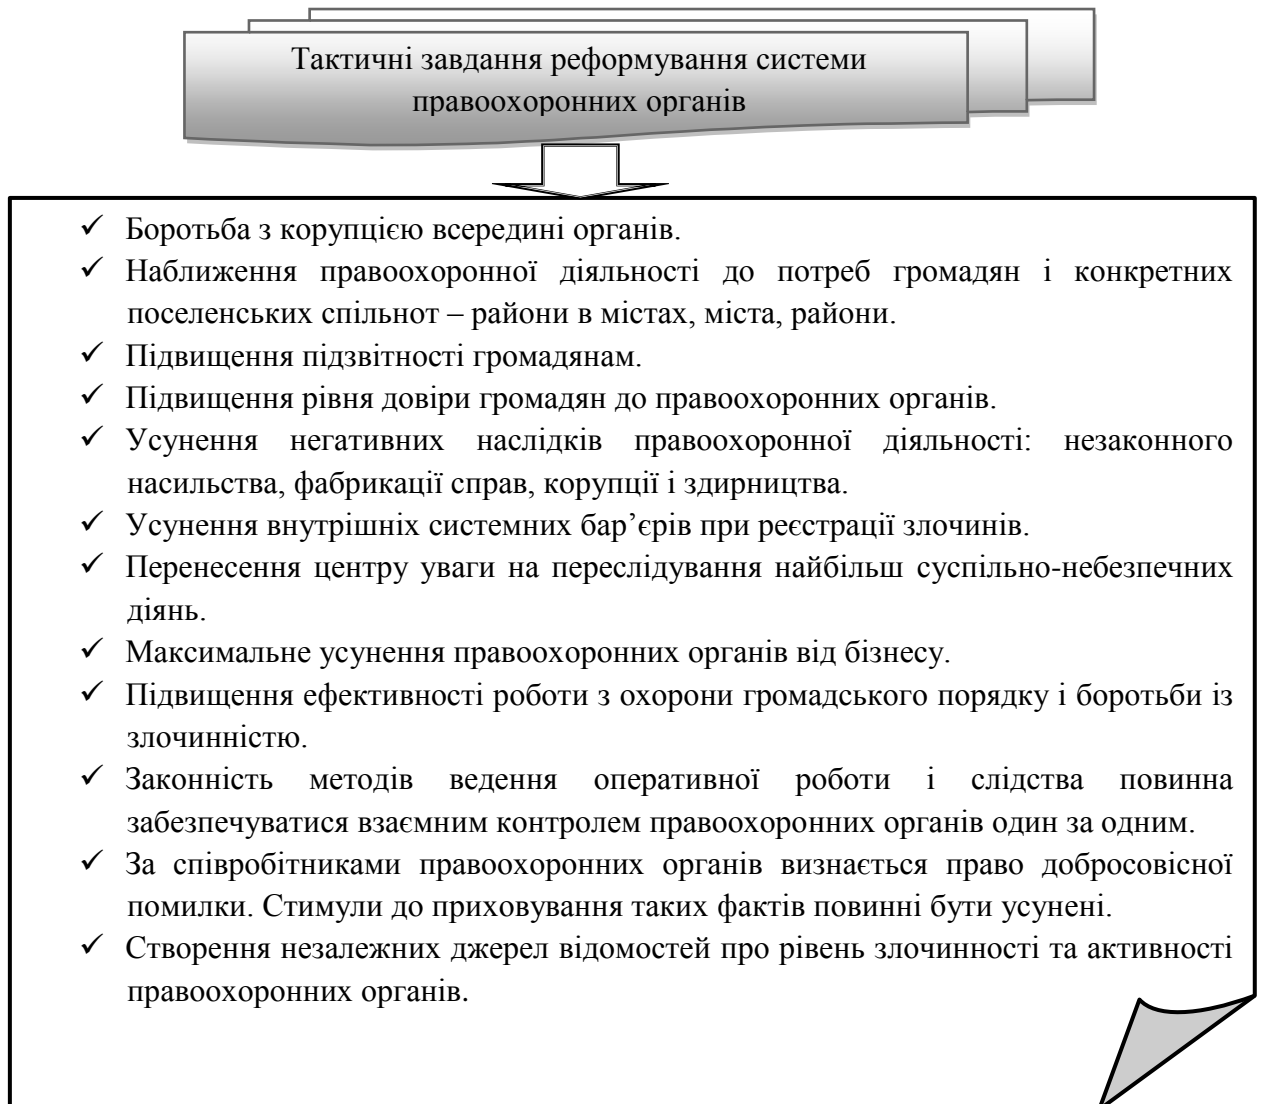 Тактичні завдання реформування системи
правоохоронних органів
✓ Боротьба з корупцією всередині органів.
✓ Наближення правоохоронної діяльності до потреб громадян і конкретних
поселенських спільнот – райони в містах, міста, райони.
✓ Підвищення підзвітності громадянам.
✓ Підвищення рівня довіри громадян до правоохоронних органів.
✓ Усунення негативних наслідків правоохоронної діяльності: незаконного
насильства, фабрикації справ, корупції і здирництва.
✓ Усунення внутрішніх системних бар’єрів при реєстрації злочинів.
✓ Перенесення центру уваги на переслідування найбільш суспільно-небезпечних
діянь.
✓ Максимальне усунення правоохоронних органів від бізнесу.
✓ Підвищення ефективності роботи з охорони громадського порядку і боротьби із
злочинністю.
✓ Законність методів ведення оперативної роботи і слідства повинна
забезпечуватися взаємним контролем правоохоронних органів один за одним.
✓ За співробітниками правоохоронних органів визнається право добросовісної
помилки. Стимули до приховування таких фактів повинні бути усунені.
✓ Створення незалежних джерел відомостей про рівень злочинності та активності
правоохоронних органів.